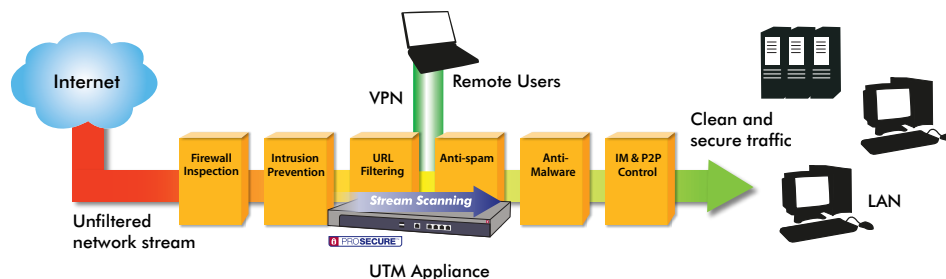 Internet
VPN
Remote Users
Clean and
secure traffic
Firewall
Inspection
Intrusion
Prevention
URL
Filtering
Anti-spam
Anti-
Malware
IM & P2P
Control
Stream Scanning
LAN
Unfiltered
network stream
PROSECURE™
UTM Appliance